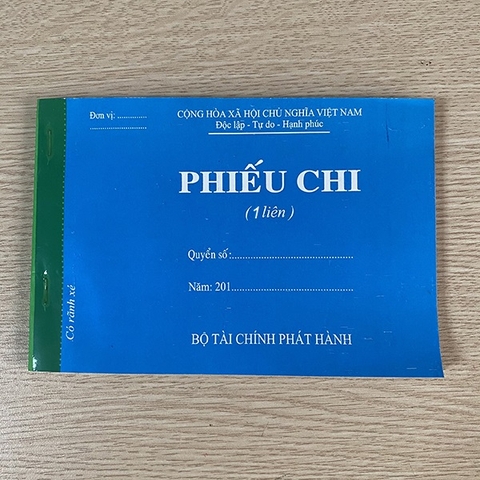 Đơn vị: ...............
...........................
CỘNG HÒA XÃ HỘI CHỦ NGHĨA VIỆT NAM
Độc lập - Tự do - Hạnh phúc
PHIẾU CHI
(1 liên)
Quyển số:.............................................
Năm: 201.............................................
BỘ TÀI CHÍNH PHÁT HÀNH
Có rãnh xé